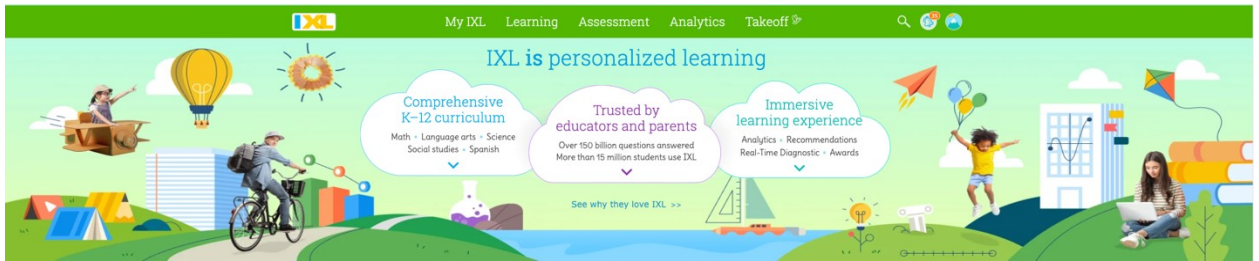 IXL
My IXL Learning Assessment Analytics Takeoff
15
IXL is personalized learning
Comprehensive
K–12 curriculum
Math • Language arts • Science
Social studies • Spanish
Trusted by
educators and parents
Over 150 billion questions answered
More than 15 million students use IXL
Immersive
learning experience
Analytics • Recommendations
Real-Time Diagnostic • Awards
See why they love IXL >>